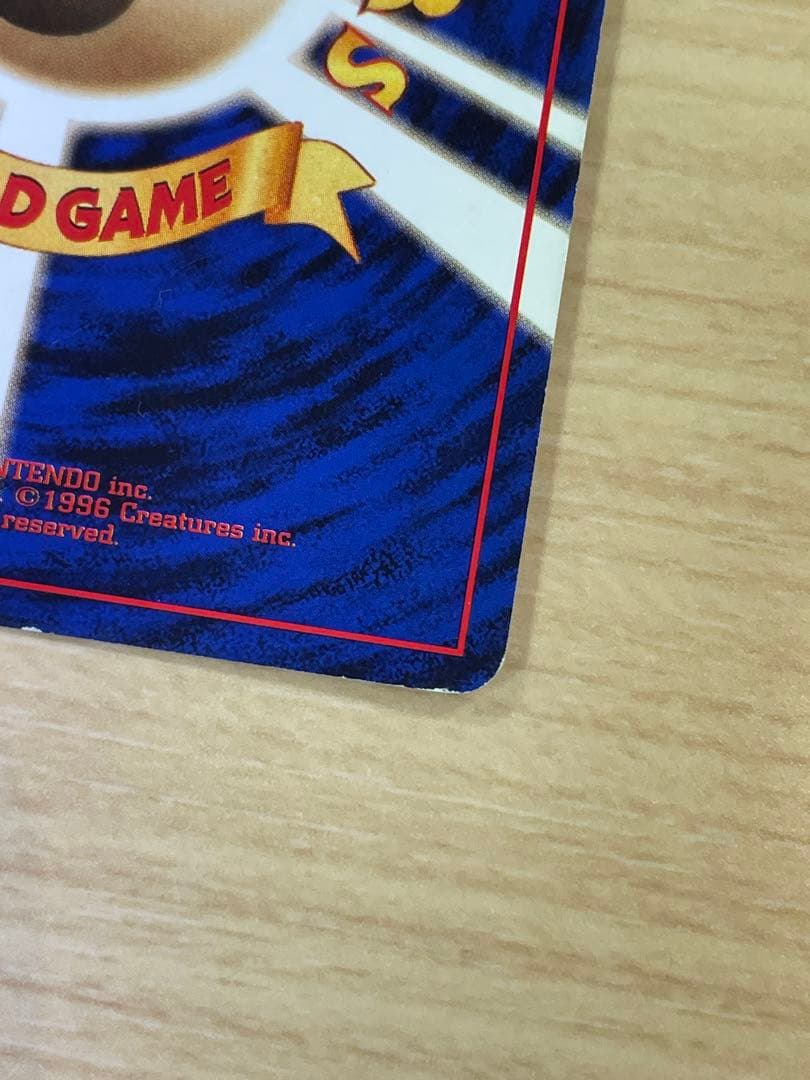 S
D GAME
NTENDO inc.
©1996 Creatures inc.
reserved.